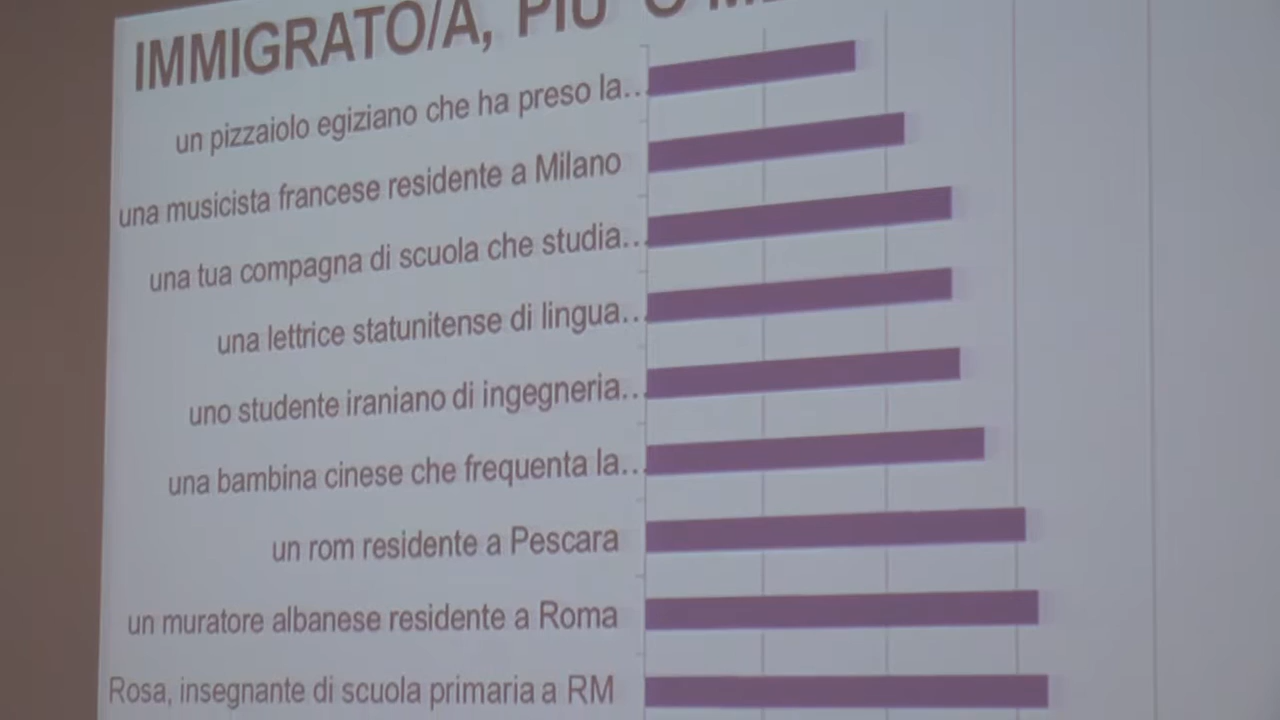 IMMIGRATO/A, PIU' O
un pizzaiolo egiziano che ha preso la...
una musicista francese residente a Milano
una tua compagna di scuola che studia...
una lettrice statunitense di lingua...
uno studente iraniano di ingegneria...
una bambina cinese che frequenta la...
un rom residente a Pescara
un muratore albanese residente a Roma
Rosa, insegnante di scuola primaria a RM